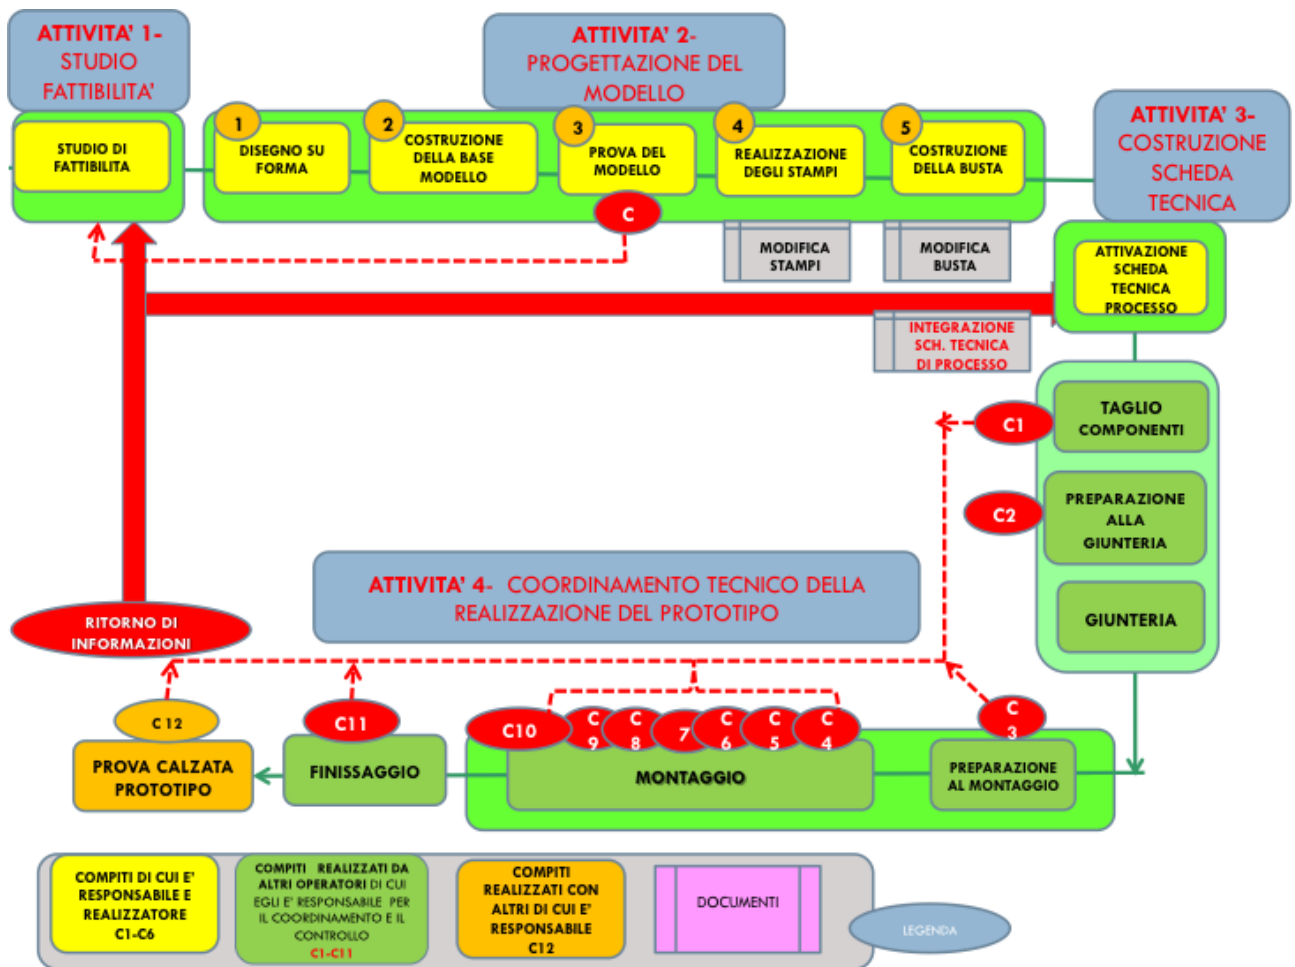 ATTIVITA' 1-
STUDIO
FATTIBILITA'
ATTIVITA' 2-
PROGETTAZIONE DEL
MODELLO
ATTIVITA' 3-
COSTRUZIONE
SCHEDA
TECNICA
STUDIO DI
FATTIBILITA
1
DISEGNO SU
FORMA
2
COSTRUZIONE
DELLA BASE
MODELLO
3
PROVA DEL
MODELLO
4
REALIZZAZIONE
DEGLI STAMPI
5
COSTRUZIONE
DELLA BUSTA
C
MODIFICA
STAMPI
MODIFICA
BUSTA
ATTIVAZIONE
SCHEDA
TECNICA
PROCESSO
INTEGRAZIONE
SCH. TECNICA
DI PROCESSO
C1
TAGLIO
COMPONENTI
C2
PREPARAZIONE
ALLA
GIUNTERIA
GIUNTERIA
ATTIVITA' 4- COORDINAMENTO TECNICO DELLA
REALIZZAZIONE DEL PROTOTIPO
RITORNO DI
INFORMAZIONI
C 12
PROVA CALZATA
PROTOTIPO
C11
FINISSAGGIO
C10
C
9
C
8
7
C
6
C
5
C
4
MONTAGGIO
C
3
PREPARAZIONE
AL MONTAGGIO
COMPITI DI CUI E'
RESPONSABILE E
REALIZZATORE
C1-C6
COMPITI REALIZZATI DA
ALTRI OPERATORI DI CUI
EGLI E' RESPONSABILE PER
IL COORDINAMENTO E IL
CONTROLLO
C1-C11
COMPITI
REALIZZATI CON
ALTRI DI CUI E'
RESPONSABILE
C12
DOCUMENTI
LEGENDA